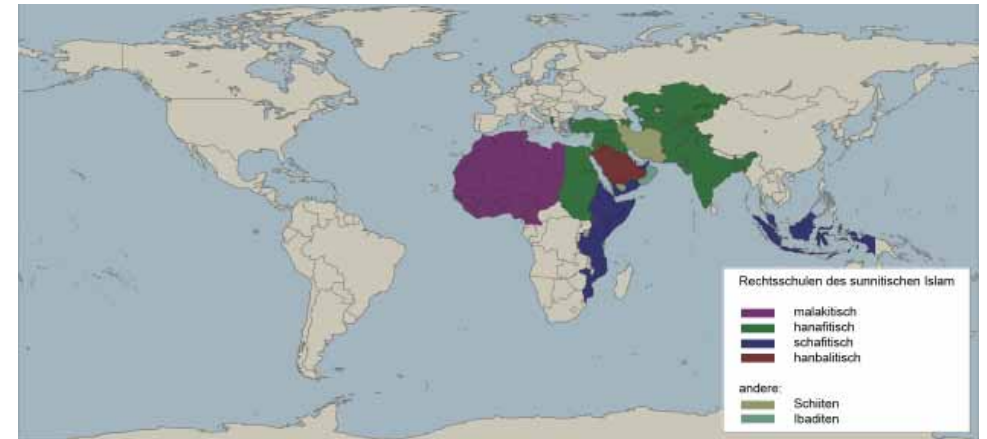 Rechtsschulen des sunnitischen Islam
malakitisch
hanafitisch
schafitisch
hanbalitisch
andere:
Schiiten
Ibaditen